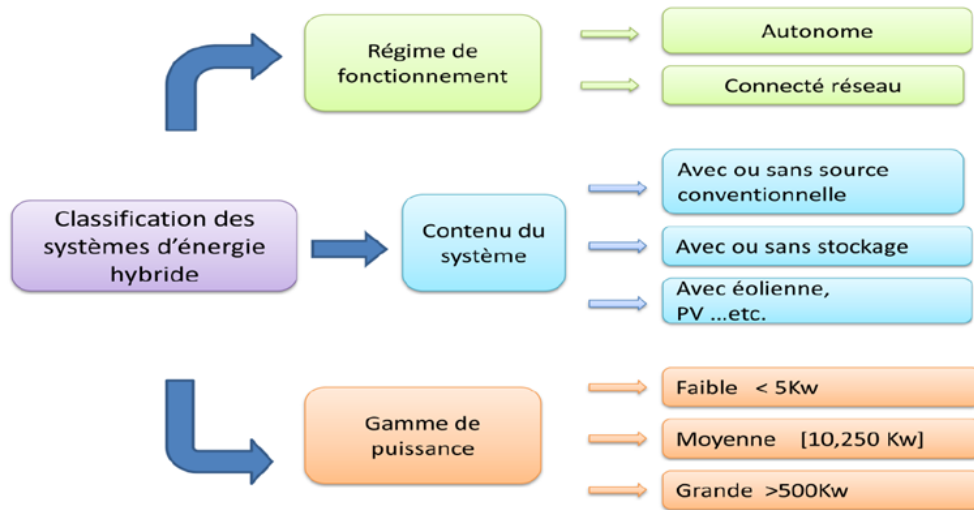 Classification des
systèmes d'énergie
hybride
Régime de
fonctionnement
Autonome
Connecté réseau
Contenu du
système
Avec ou sans source
conventionnelle
Avec ou sans stockage
Avec éolienne,
PV ...etc.
Gamme de
puissance
Faible < 5Kw
Moyenne [10,250 Kw]
Grande >500Kw